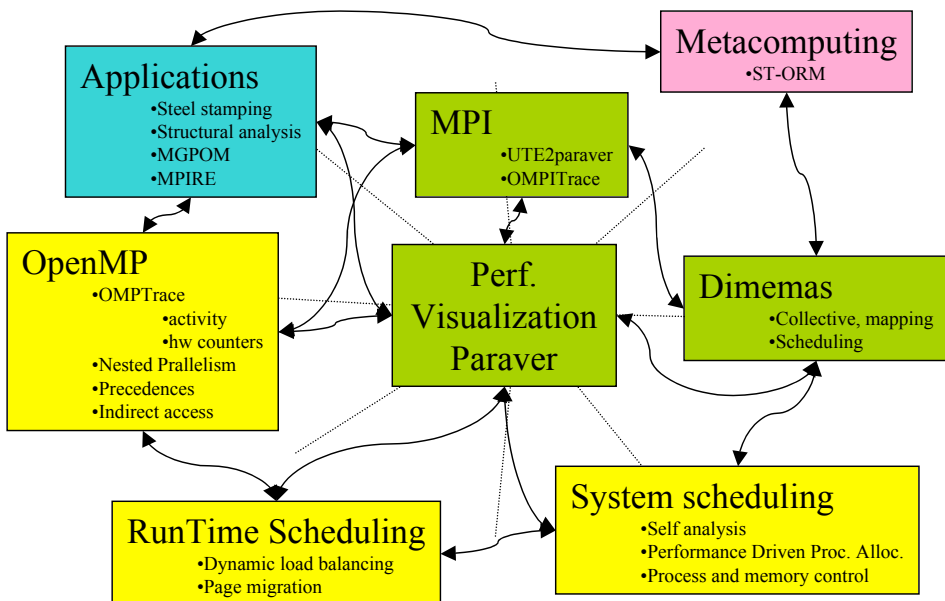 Metacomputing
•ST-ORM
Applications
•Steel stamping
•Structural analysis
•MGPOM
•MPIRE
MPI
•UTE2paraver
•OMPITrace
OpenMP
•OMPTrace
•activity
•hw counters
•Nested Prallelism
•Precedences
•Indirect access
Perf.
Visualization
Paraver
Dimemas
•Collective, mapping
•Scheduling
RunTime Scheduling
•Dynamic load balancing
•Page migration
System scheduling
•Self analysis
•Performance Driven Proc. Alloc.
•Process and memory control